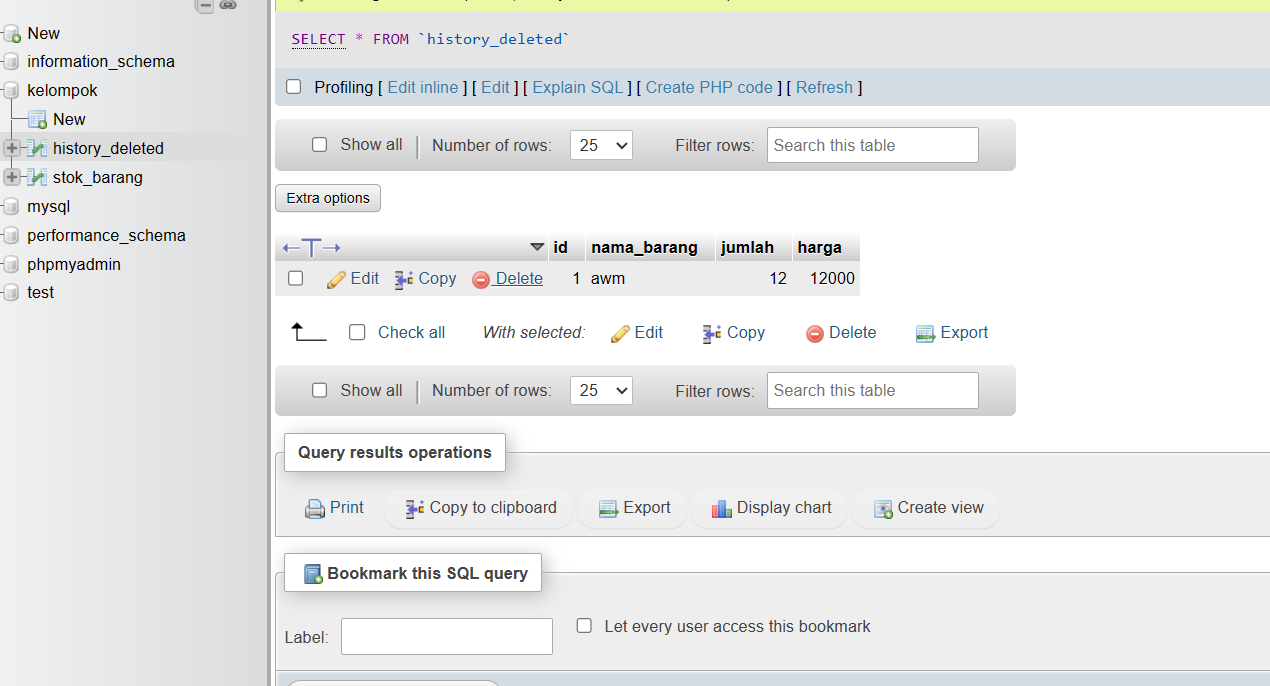 New
information_schema
kelompok
New
history_deleted
stok_barang
mysql
performance_schema
phpmyadmin
test
SELECT * FROM `history_deleted`
Profiling [ Edit inline ] [ Edit ] [ Explain SQL ] [ Create PHP code ] [ Refresh ]
Show all Number of rows: 25 Filter rows: Search this table
Extra options
id nama_barang jumlah harga
Edit Copy Delete 1 awm 12 12000
Check all With selected: Edit Copy Delete Export
Show all Number of rows: 25 Filter rows: Search this table
Query results operations
Print Copy to clipboard Export Display chart Create view
Bookmark this SQL query
Label: Let every user access this bookmark